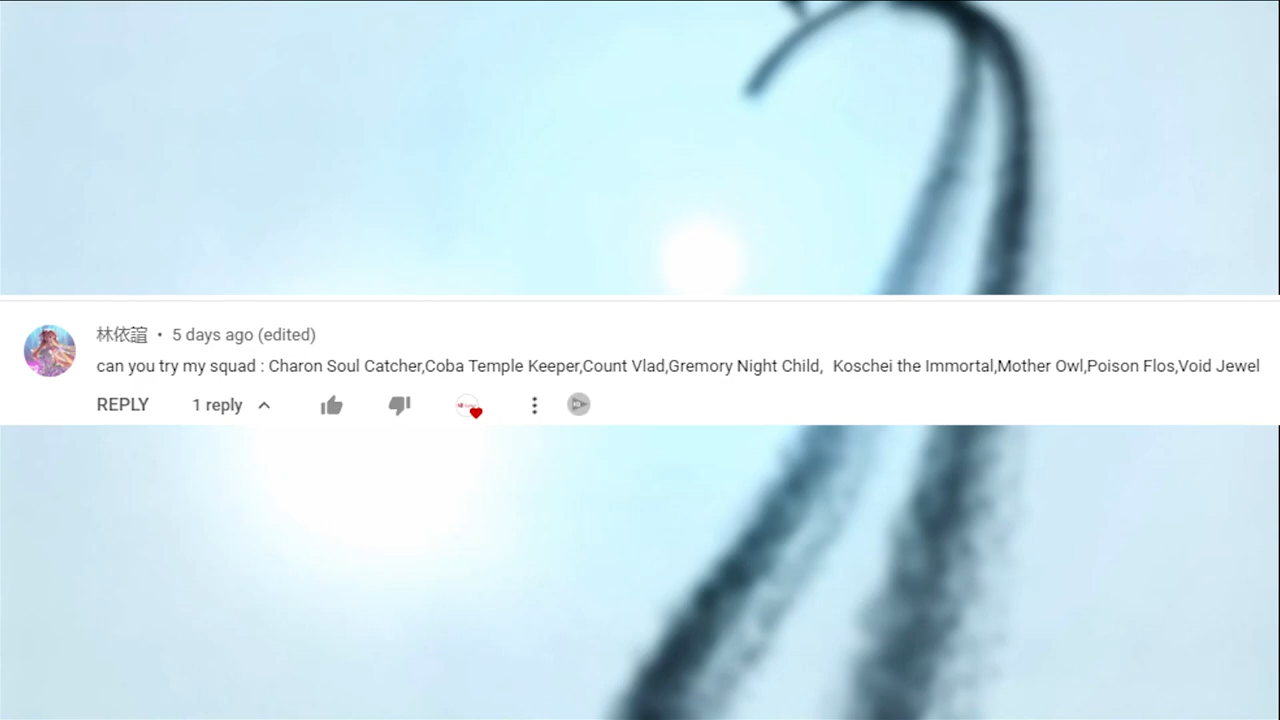 林依諠 • 5 days ago (edited)
can you try my squad : Charon Soul Catcher,Coba Temple Keeper,Count Vlad,Gremory Night Child,  Koschei the Immortal,Mother Owl,Poison Flos,Void Jewel
REPLY 1 reply